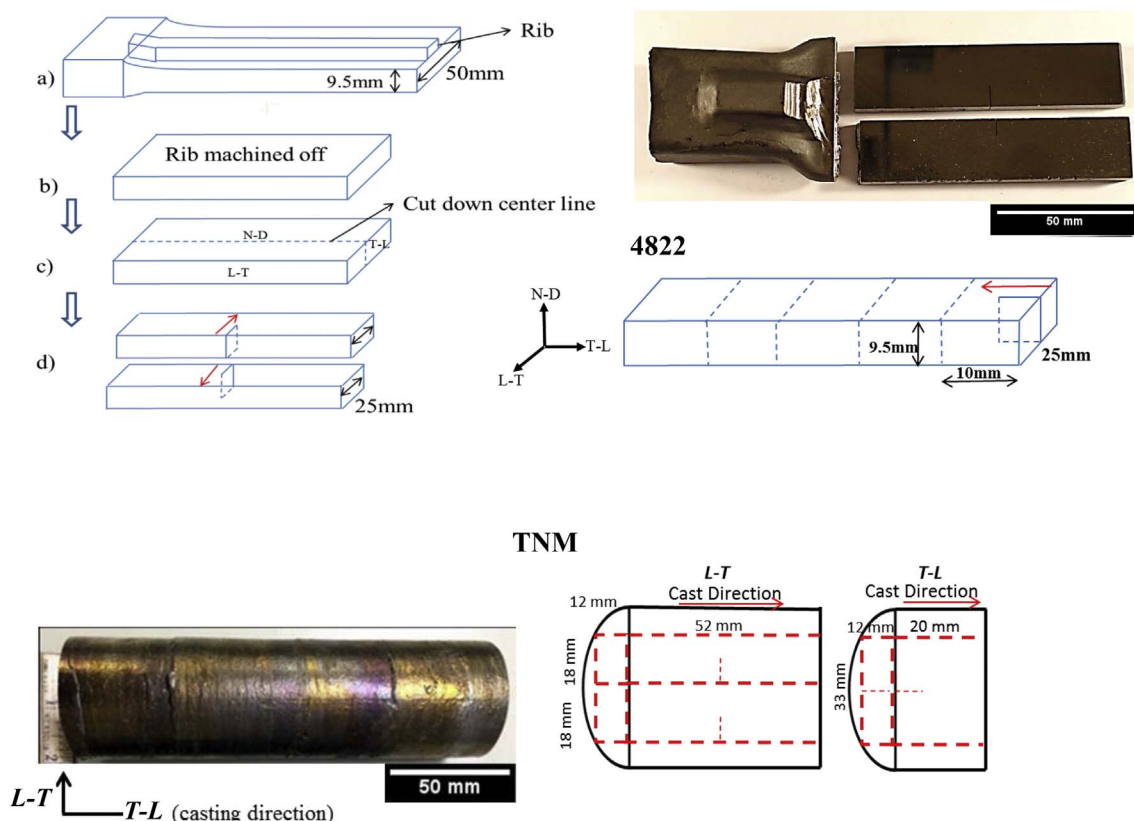 Rib
50mm
9.5mm
a)
Rib machined off
b)
Cut down center line
N-D
T-L
c)
L-T
d)
25mm
50 mm
4822
N-D
T-L
L-T
9.5mm
25mm
10mm
TNM
L-T
Cast Direction
12 mm
52 mm
18 mm
18 mm
T-L
Cast Direction
12 mm
20 mm
33 mm
50 mm
L-T
T-L (casting direction)